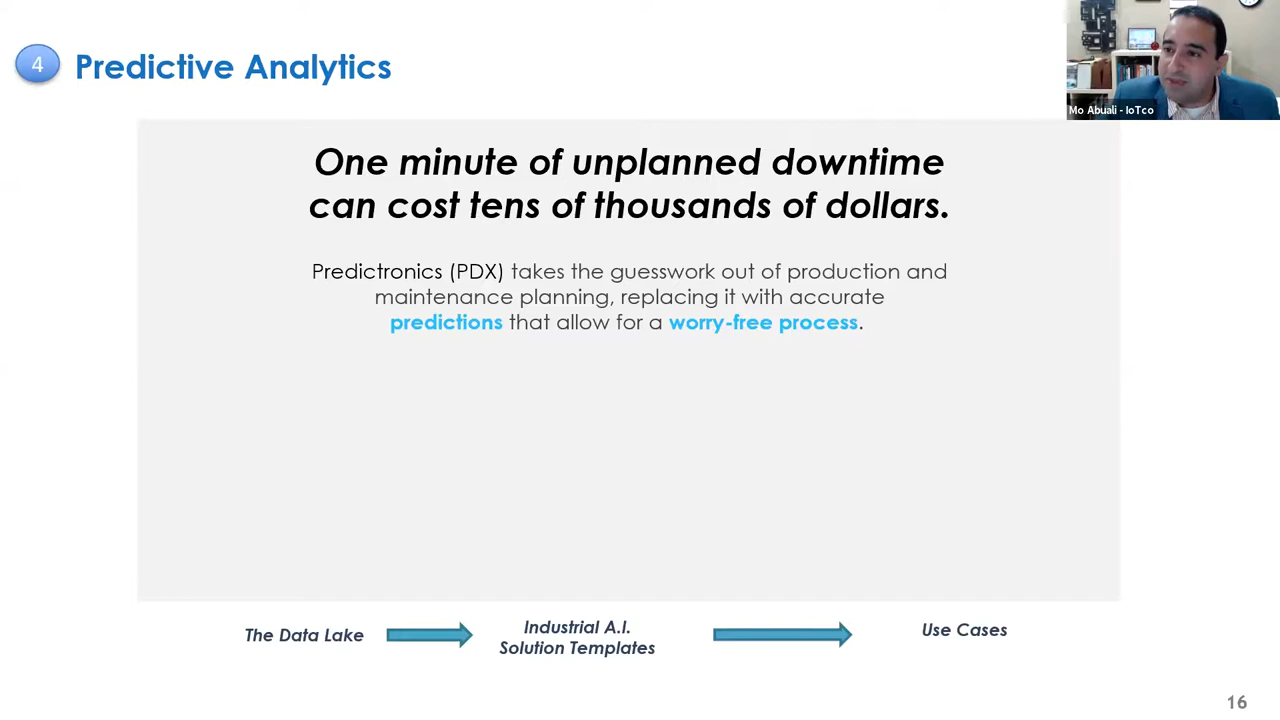 4
Predictive Analytics
Mo Abuali - IoTco
One minute of unplanned downtime
can cost tens of thousands of dollars.
Predictronics (PDX) takes the guesswork out of production and
maintenance planning, replacing it with accurate
predictions that allow for a worry-free process.
The Data Lake
Industrial A.I.
Solution Templates
Use Cases
16